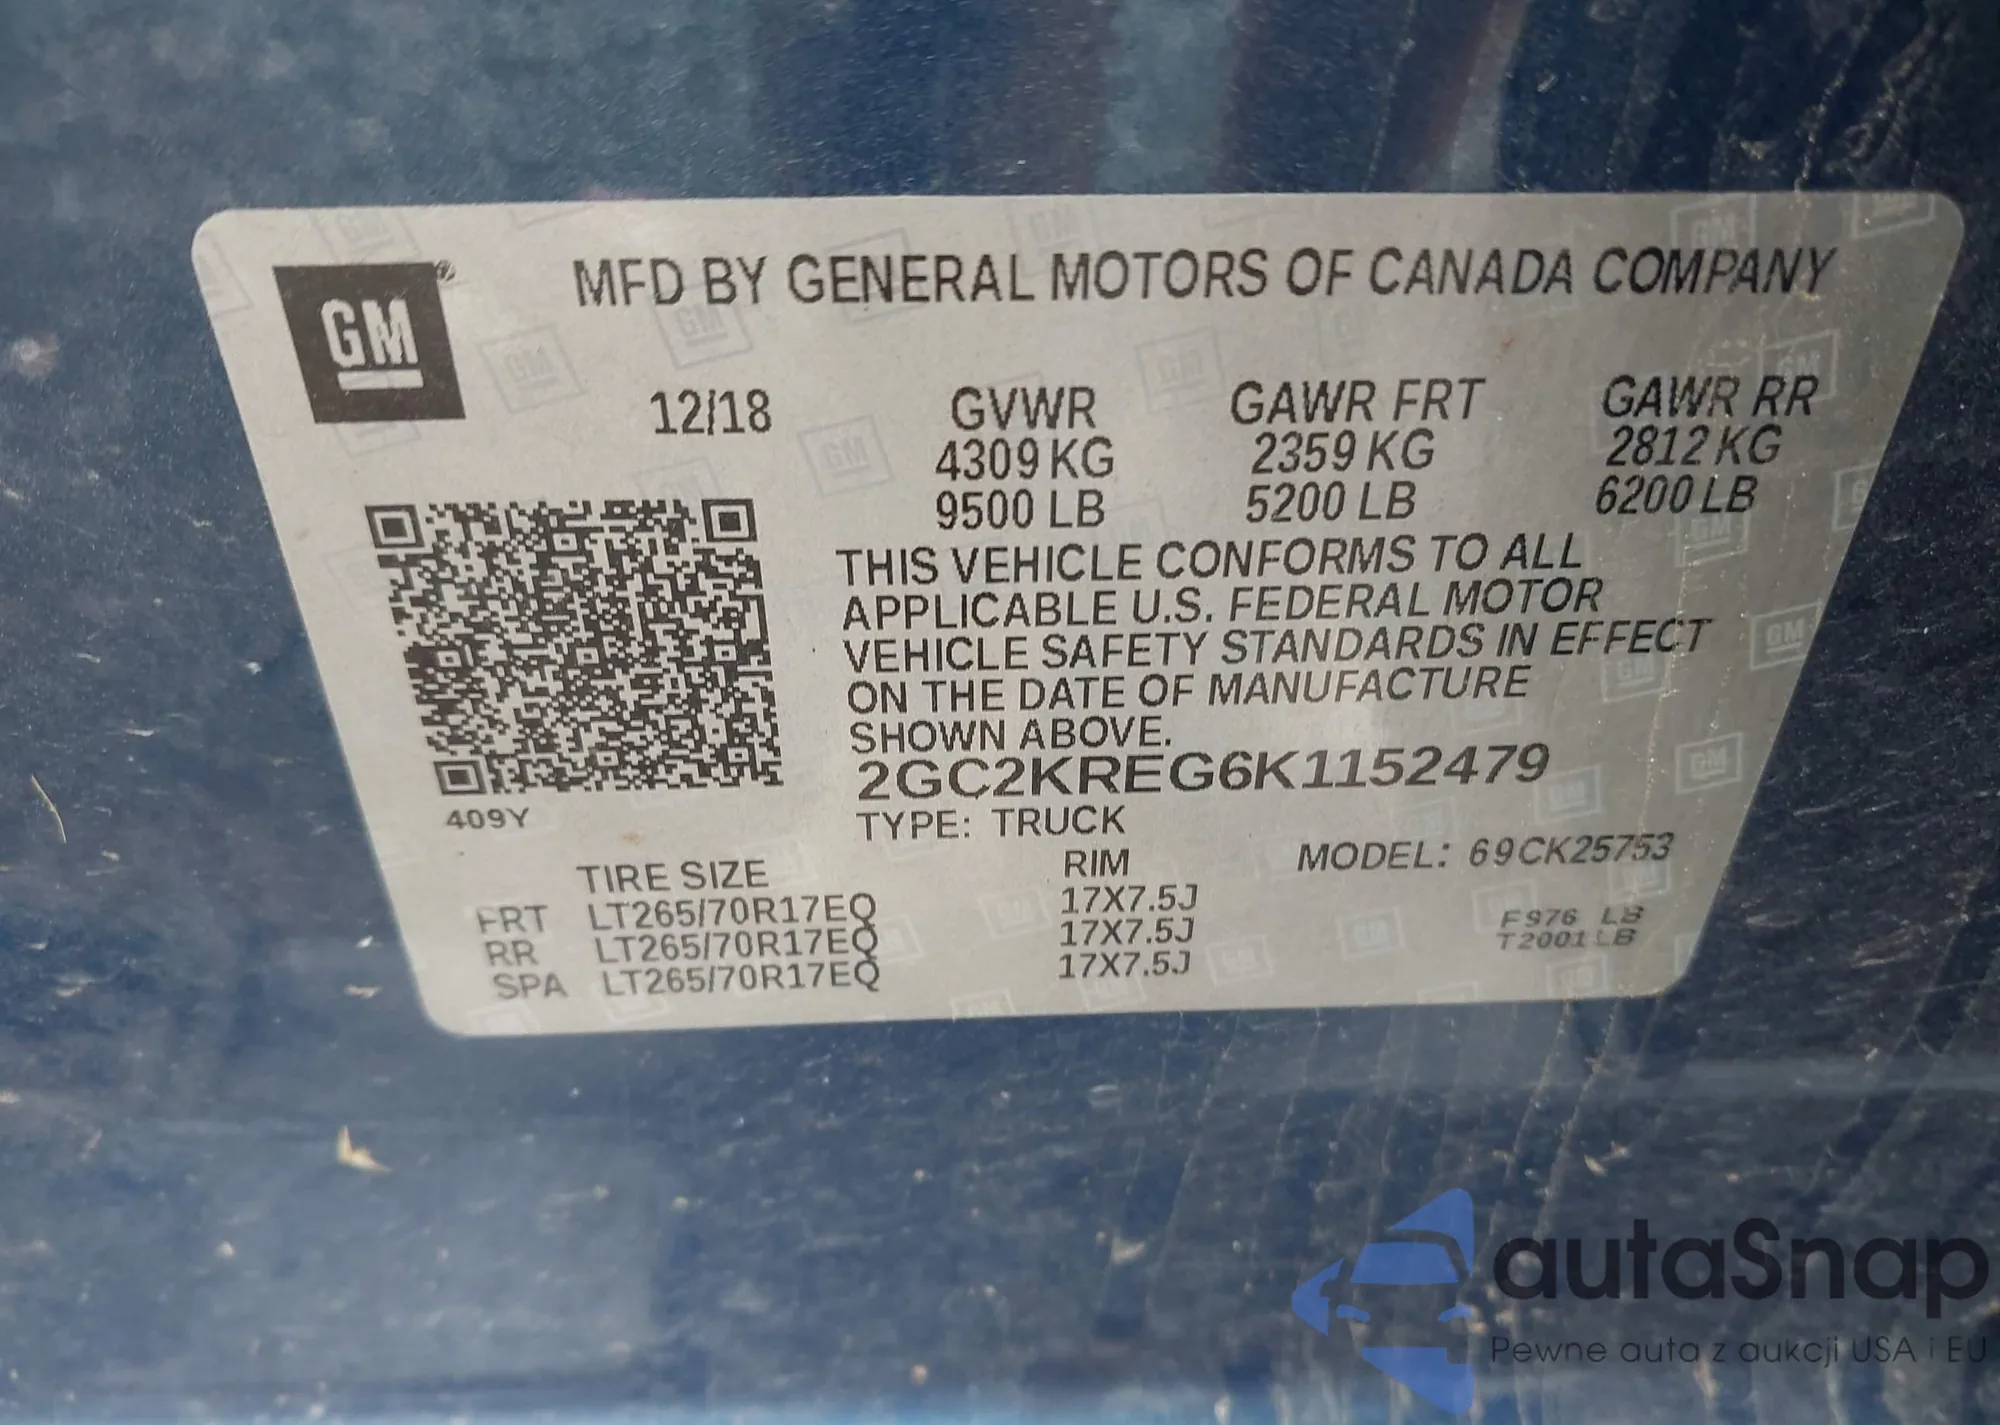 GM®
MFD BY GENERAL MOTORS OF CANADA COMPANY
12/18 GVWR GAWR FRT GAWR RR
4309 KG 2359 KG 2812 KG
9500 LB 5200 LB 6200 LB
THIS VEHICLE CONFORMS TO ALL
APPLICABLE U.S. FEDERAL MOTOR
VEHICLE SAFETY STANDARDS IN EFFECT
ON THE DATE OF MANUFACTURE
SHOWN ABOVE.
2GC2KREG6K1152479
409Y
TYPE: TRUCK
TIRE SIZE RIM MODEL: 69CK25753
FRT LT265/70R17EQ 17X7.5J
RR LT265/70R17EQ 17X7.5J
SPA LT265/70R17EQ 17X7.5J
F976 LB
T2001LB
autaSnap
Pewne auta z aukcji USA i EU